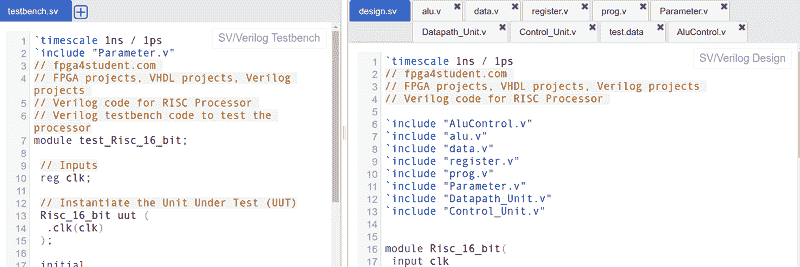 testbench.sv
SV/Verilog Testbench
1 `timescale 1ns / 1ps
2 `include "Parameter.v"
3 // fpga4student.com
4 // FPGA projects, VHDL projects, Verilog
projects
5 // Verilog code for RISC Processor
6 // Verilog testbench code to test the
processor
7 module test_Risc_16_bit;
8
9 // Inputs
10 reg clk;
11
12 // Instantiate the Unit Under Test (UUT)
13 Risc_16_bit uut (
14 .clk(clk)
15 );
16
17 initial
design.sv alu.v data.v register.v prog.v Parameter.v
Datapath_Unit.v Control_Unit.v test.data AluControl.v
SV/Verilog Design
1 `timescale 1ns / 1ps
2 // fpga4student.com
3 // FPGA projects, VHDL projects, Verilog projects
4 // Verilog code for RISC Processor
5
6 `include "AluControl.v"
7 `include "alu.v"
8 `include "data.v"
9 `include "register.v"
10 `include "prog.v"
11 `include "Parameter.v"
12 `include "Datapath_Unit.v"
13 `include "Control_Unit.v"
14
15
16 module Risc_16_bit(
17 input clk